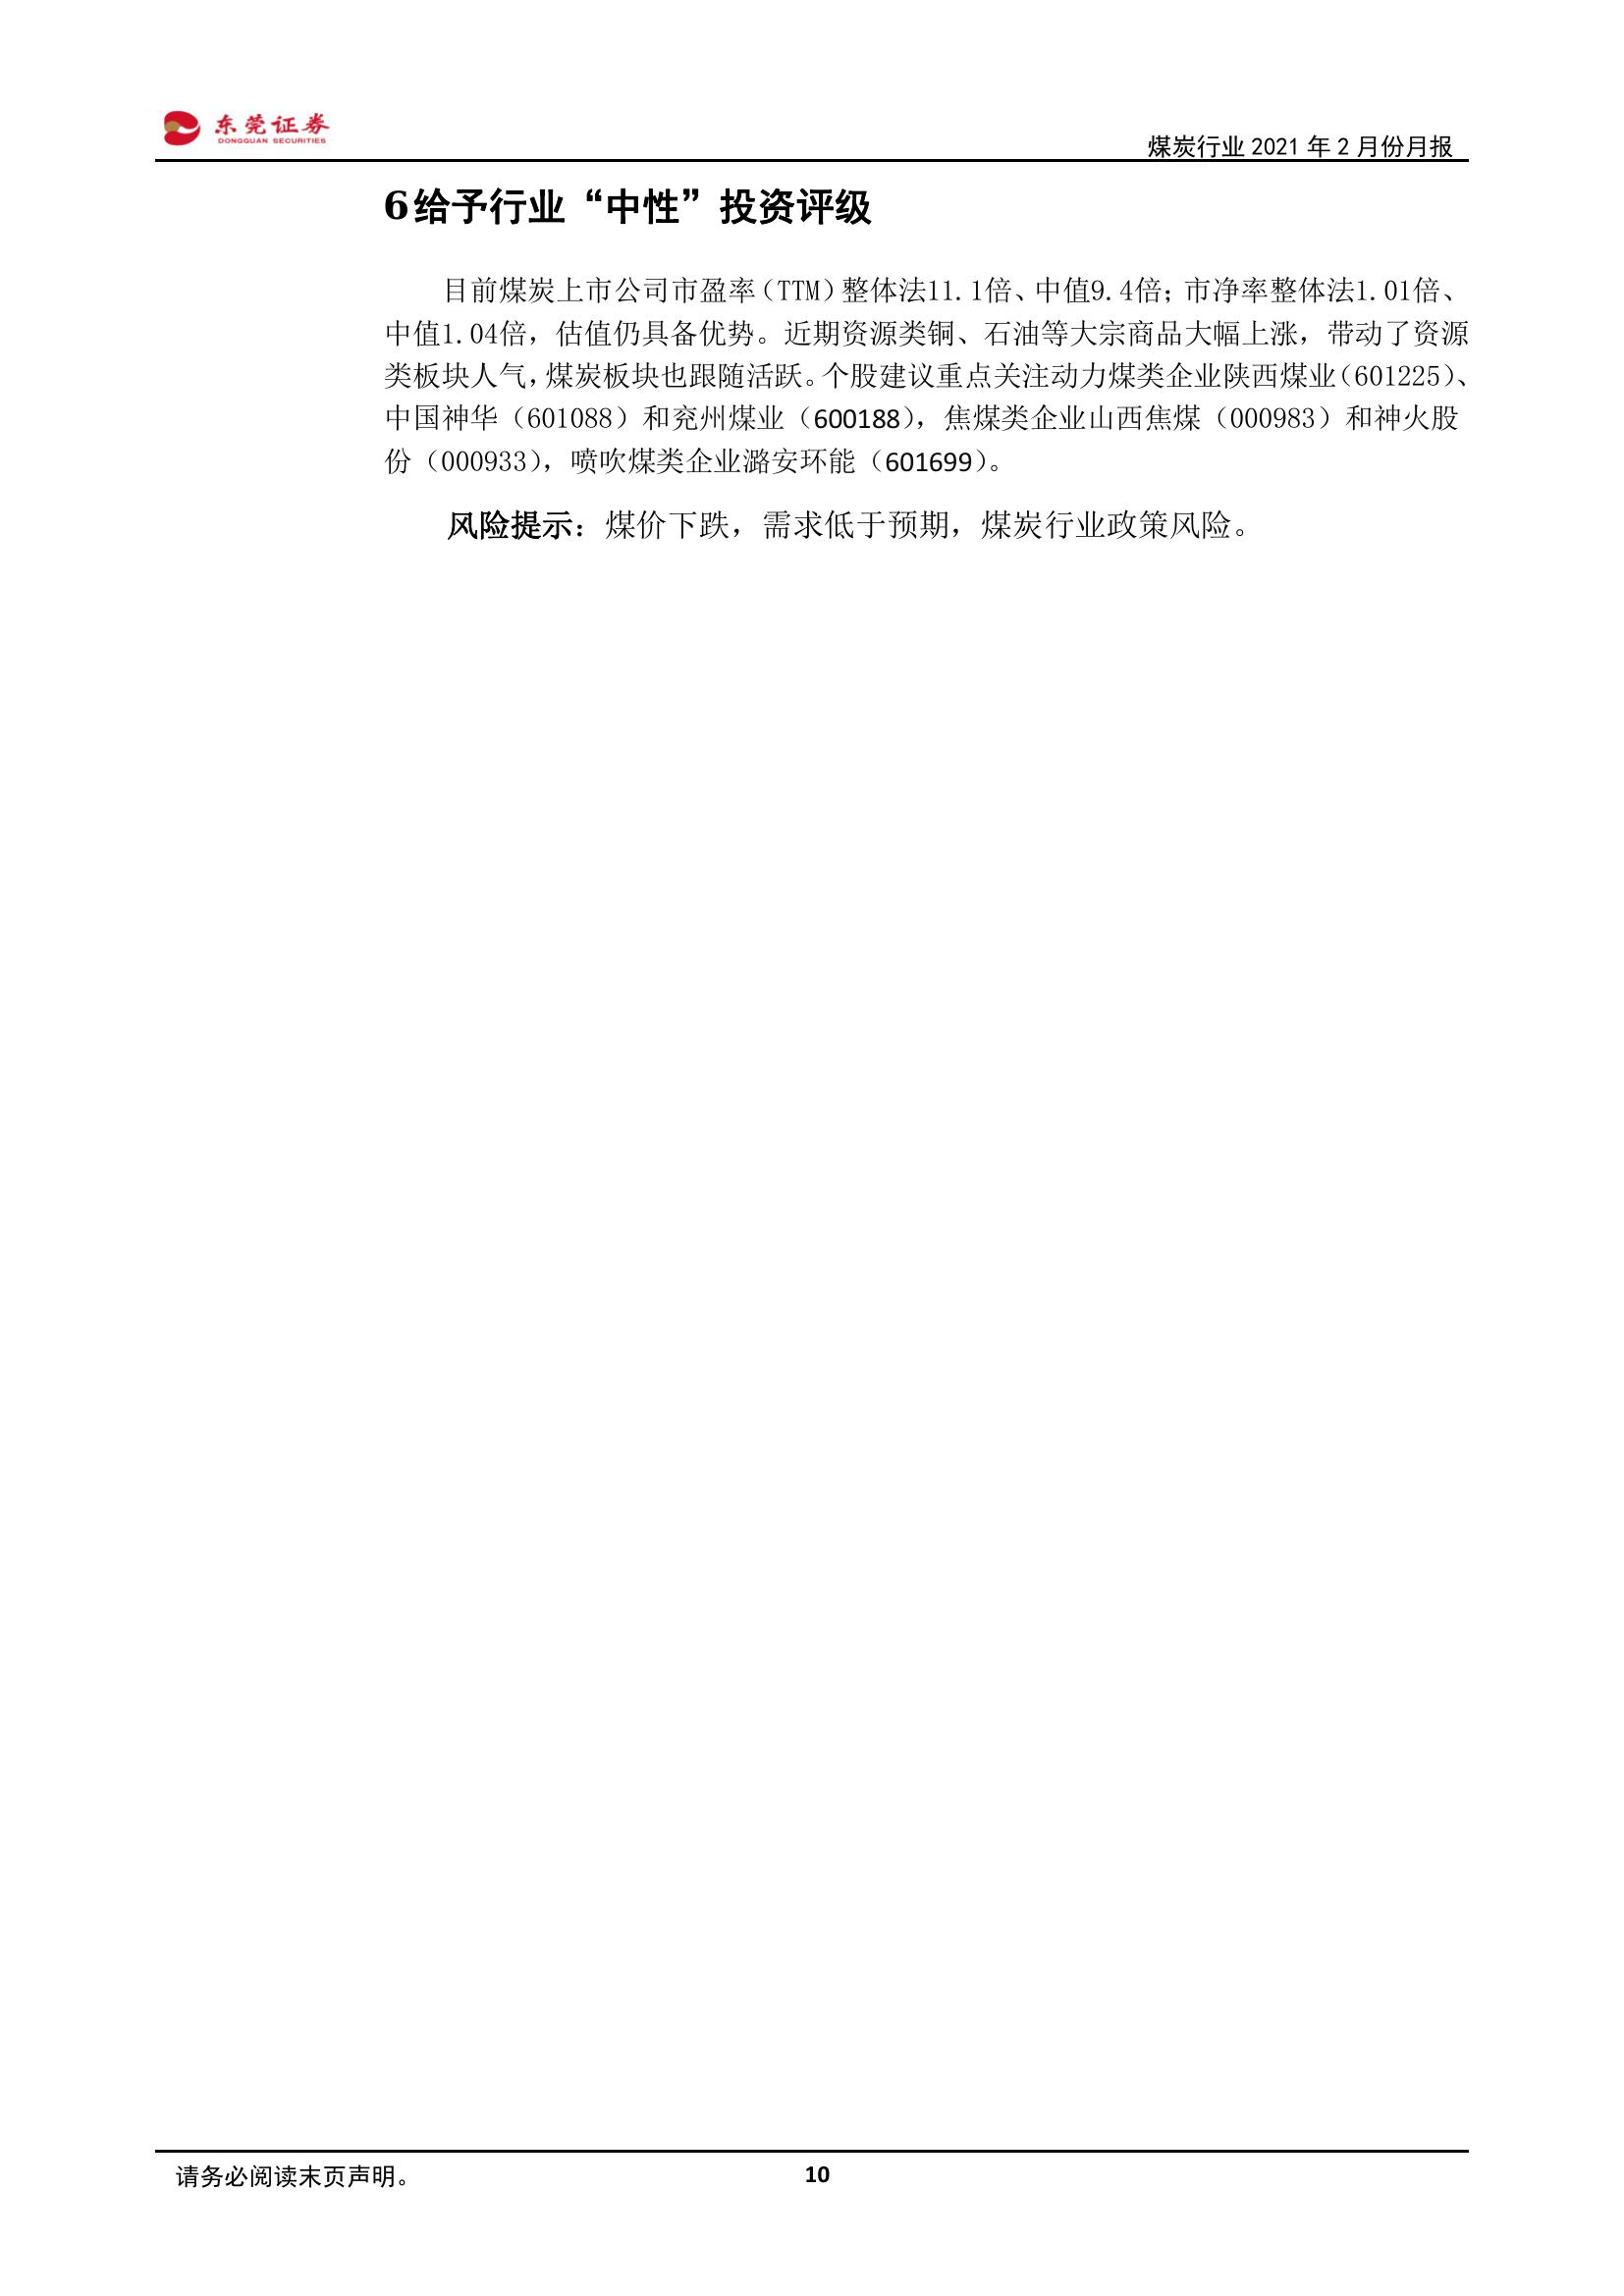 东莞证券
DONGGUAN SECURITIES
煤炭行业 2021 年 2 月份月报
6给予行业“中性”投资评级
目前煤炭上市公司市盈率（TTM）整体法11.1倍、中值9.4倍；市净率整体法1.01倍、
中值1.04倍，估值仍具备优势。近期资源类铜、石油等大宗商品大幅上涨，带动了资源
类板块人气，煤炭板块也跟随活跃。个股建议重点关注动力煤类企业陕西煤业（601225）、
中国神华（601088）和兖州煤业（600188），焦煤类企业山西焦煤（000983）和神火股
份（000933），喷吹煤类企业潞安环能（601699）。
风险提示：煤价下跌，需求低于预期，煤炭行业政策风险。
请务必阅读末页声明。
10